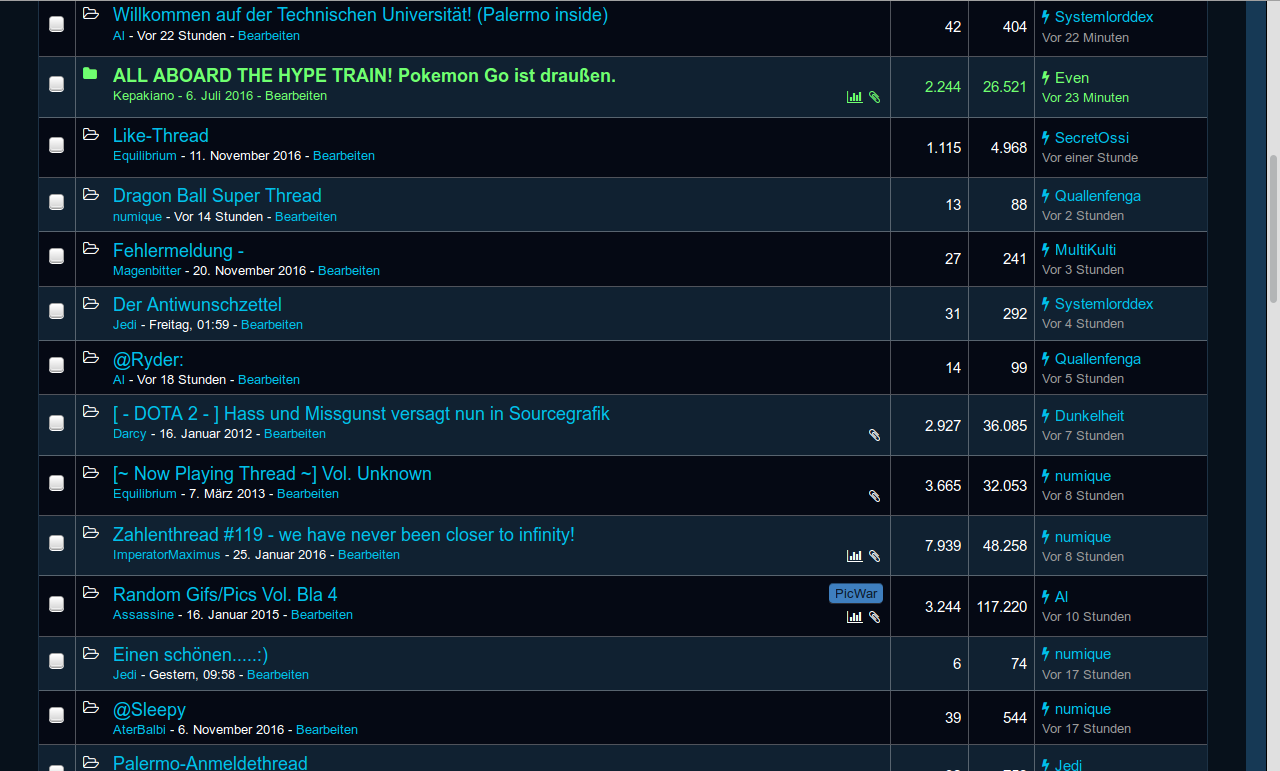 Willkommen auf der Technischen Universität! (Palermo inside)
Al - Vor 22 Stunden - Bearbeiten
42
404
Systemlorddex
Vor 22 Minuten
ALL ABOARD THE HYPE TRAIN! Pokemon Go ist draußen.
Kepakiano - 6. Juli 2016 - Bearbeiten
2.244
26.521
Even
Vor 23 Minuten
Like-Thread
Equilibrium - 11. November 2016 - Bearbeiten
1.115
4.968
SecretOssi
Vor einer Stunde
Dragon Ball Super Thread
numique - Vor 14 Stunden - Bearbeiten
13
88
Quallenfenga
Vor 2 Stunden
Fehlermeldung -
Magenbitter - 20. November 2016 - Bearbeiten
27
241
MultiKulti
Vor 3 Stunden
Der Antiwunschzettel
Jedi - Freitag, 01:59 - Bearbeiten
31
292
Systemlorddex
Vor 4 Stunden
@Ryder:
Al - Vor 18 Stunden - Bearbeiten
14
99
Quallenfenga
Vor 5 Stunden
[ - DOTA 2 - ] Hass und Missgunst versagt nun in Sourcegrafik
Darcy - 16. Januar 2012 - Bearbeiten
2.927
36.085
Dunkelheit
Vor 7 Stunden
[~ Now Playing Thread ~] Vol. Unknown
Equilibrium - 7. März 2013 - Bearbeiten
3.665
32.053
numique
Vor 8 Stunden
Zahlenthread #119 - we have never been closer to infinity!
ImperatorMaximus - 25. Januar 2016 - Bearbeiten
7.939
48.258
numique
Vor 8 Stunden
Random Gifs/Pics Vol. Bla 4
PicWar
Assassine - 16. Januar 2015 - Bearbeiten
3.244
117.220
Al
Vor 10 Stunden
Einen schönen.....:)
Jedi - Gestern, 09:58 - Bearbeiten
6
74
numique
Vor 17 Stunden
@Sleepy
AterBalbi - 6. November 2016 - Bearbeiten
39
544
numique
Vor 17 Stunden
Palermo-Anmeldethread
Jedi